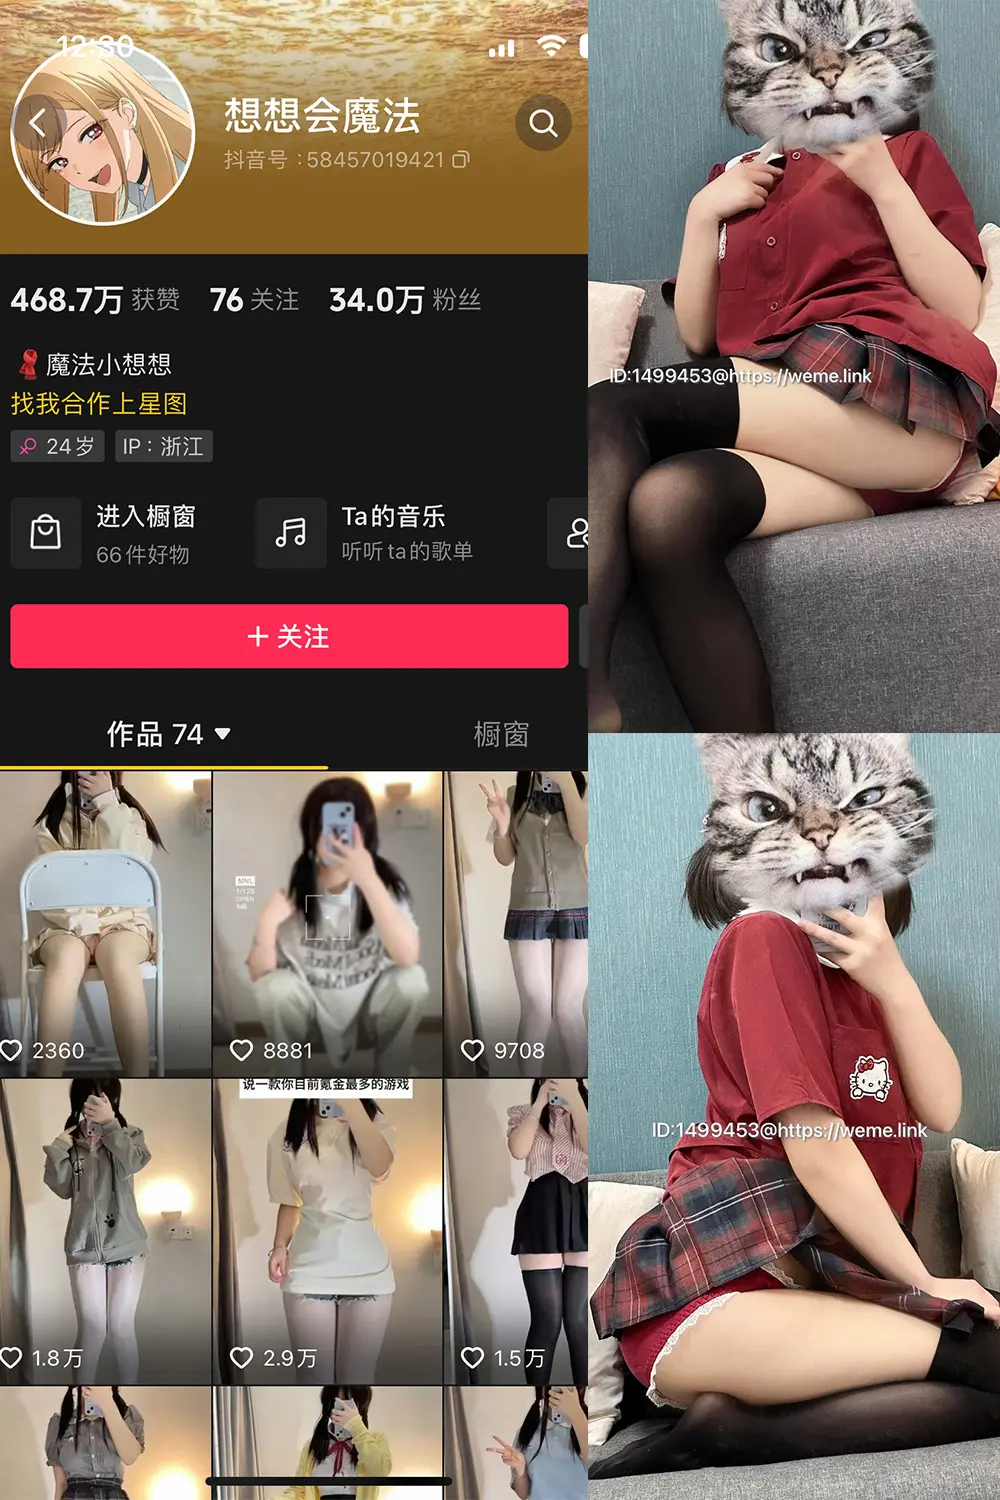 12:30
想想会魔法
抖音号：58457019421
468.7万 获赞 76 关注 34.0万 粉丝
魔法小想想
找我合作上星图
24岁 IP：浙江
进入橱窗
66件好物
Ta的音乐
听听ta的歌单
＋关注
作品 74
橱窗
2360
8881
9708
说一款你目前氪金最多的游戏
1.8万
2.9万
1.5万
ID:1499453@https://weme.link
ID:1499453@https://weme.link